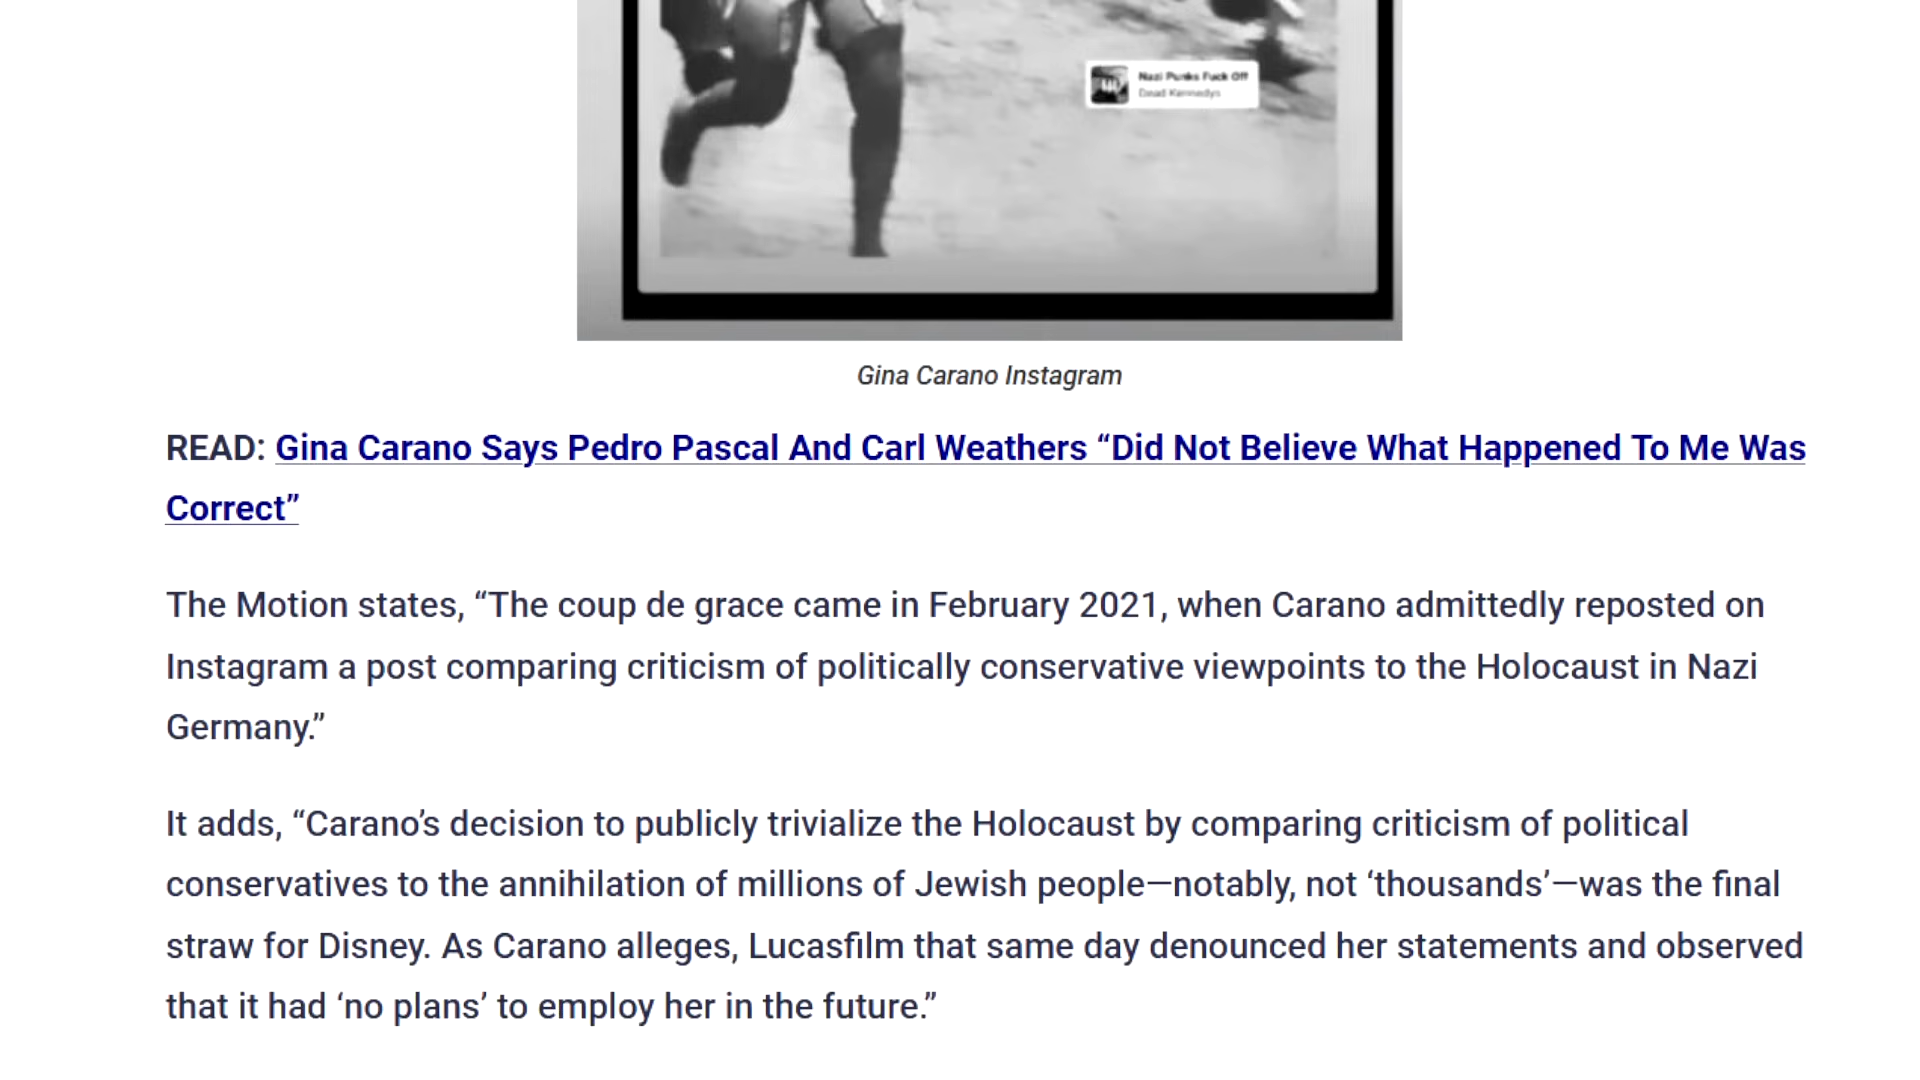 Nazi Punks Fuck Off
Dead Kennedys
Gina Carano Instagram
READ: Gina Carano Says Pedro Pascal And Carl Weathers “Did Not Believe What Happened To Me Was
Correct”
The Motion states, “The coup de grace came in February 2021, when Carano admittedly reposted on
Instagram a post comparing criticism of politically conservative viewpoints to the Holocaust in Nazi
Germany.”
It adds, “Carano’s decision to publicly trivialize the Holocaust by comparing criticism of political
conservatives to the annihilation of millions of Jewish people—notably, not ‘thousands’—was the final
straw for Disney. As Carano alleges, Lucasfilm that same day denounced her statements and observed
that it had ‘no plans’ to employ her in the future.”